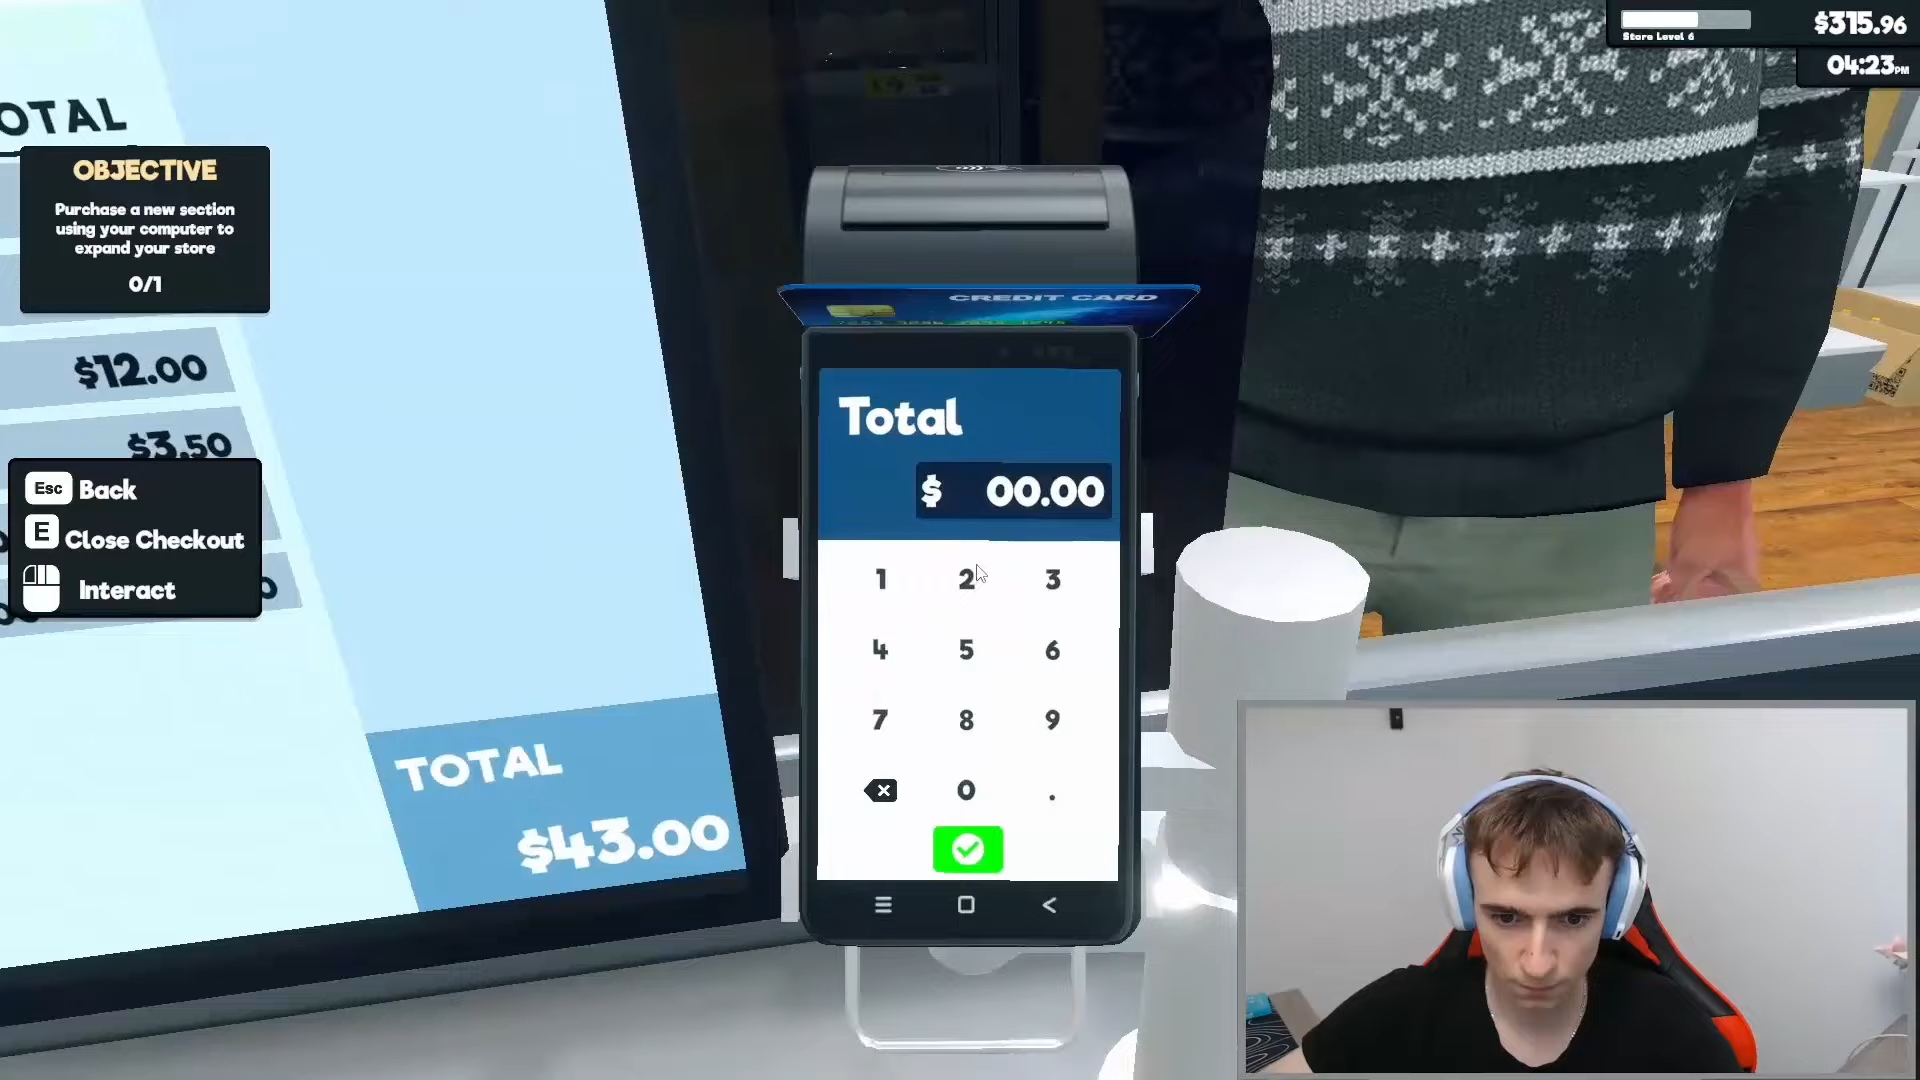 $315.96
Store Level 6
04:23PM
OTAL
OBJECTIVE
Purchase a new section
using your computer to
expand your store
0/1
$12.00
$3.50
Esc Back
E Close Checkout
Interact
TOTAL
$43.00
CREDIT CARD
Total
$ 00.00
1 2 3
4 5 6
7 8 9
0 .